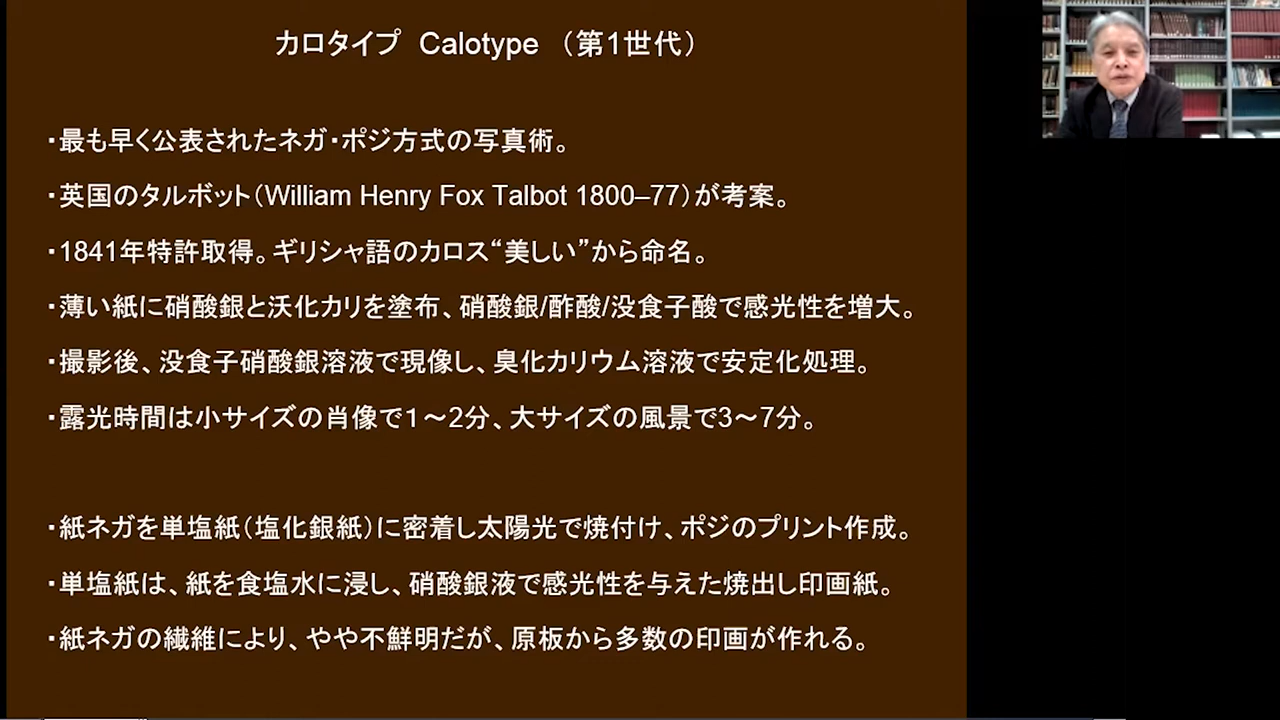 カロタイプ Calotype （第1世代）
・最も早く公表されたネガ・ポジ方式の写真術。
・英国のタルボット（William Henry Fox Talbot 1800–77）が考案。
・1841年特許取得。ギリシャ語のカロス“美しい”から命名。
・薄い紙に硝酸銀と沃化カリを塗布、硝酸銀/酢酸/没食子酸で感光性を増大。
・撮影後、没食子硝酸銀溶液で現像し、臭化カリウム溶液で安定化処理。
・露光時間は小サイズの肖像で１～2分、大サイズの風景で3～7分。
・紙ネガを単塩紙（塩化銀紙）に密着し太陽光で焼付け、ポジのプリント作成。
・単塩紙は、紙を食塩水に浸し、硝酸銀液で感光性を与えた焼出し印画紙。
・紙ネガの繊維により、やや不鮮明だが、原板から多数の印画が作れる。